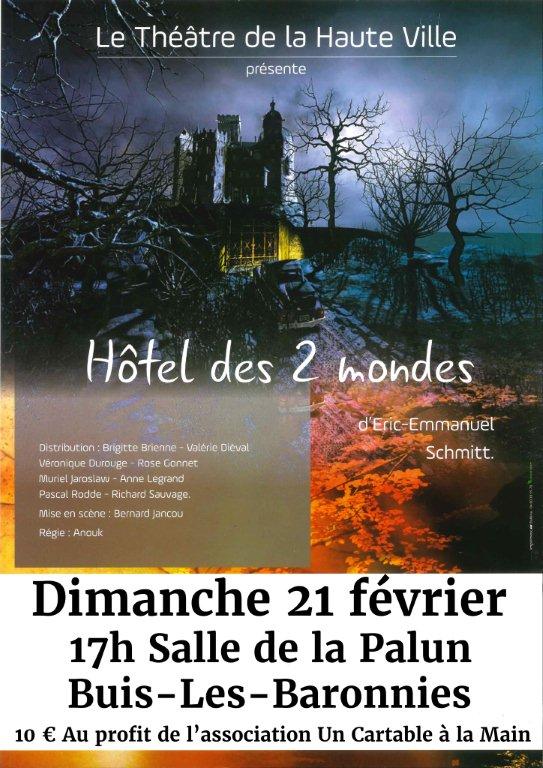 Le Théâtre de la Haute Ville
présente
Hôtel des 2 mondes
d'Eric-Emmanuel
Schmitt.
Distribution : Brigitte Brienne - Valérie Diéval
Véronique Durouge - Rose Gonnet
Muriel Jaroslaw - Anne Legrand
Pascal Rodde - Richard Sauvage.
Mise en scène : Bernard Jancou
Régie : Anouk
Dimanche 21 février
17h Salle de la Palun
Buis-Les-Baronnies
10 € Au profit de l'association Un Cartable à la Main